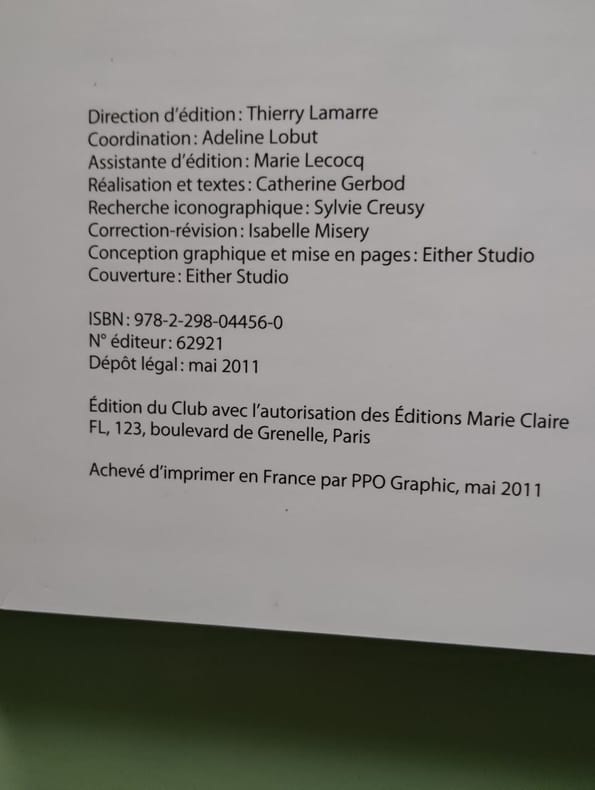 Direction d'édition : Thierry Lamarre
Coordination : Adeline Lobut
Assistante d'édition : Marie Lecocq
Réalisation et textes : Catherine Gerbod
Recherche iconographique : Sylvie Creusy
Correction-révision : Isabelle Misery
Conception graphique et mise en pages : Either Studio
Couverture : Either Studio
ISBN : 978-2-298-04456-0
N° éditeur : 62921
Dépôt légal : mai 2011
Édition du Club avec l'autorisation des Éditions Marie Claire
FL, 123, boulevard de Grenelle, Paris
Achevé d'imprimer en France par PPO Graphic, mai 2011